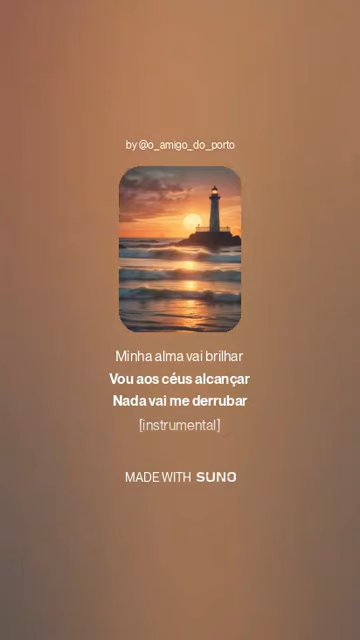 by @o_amigo_do_porto
Minha alma vai brilhar
Vou aos céus alcançar
Nada vai me derrubar
[instrumental]
MADE WITH SUNO